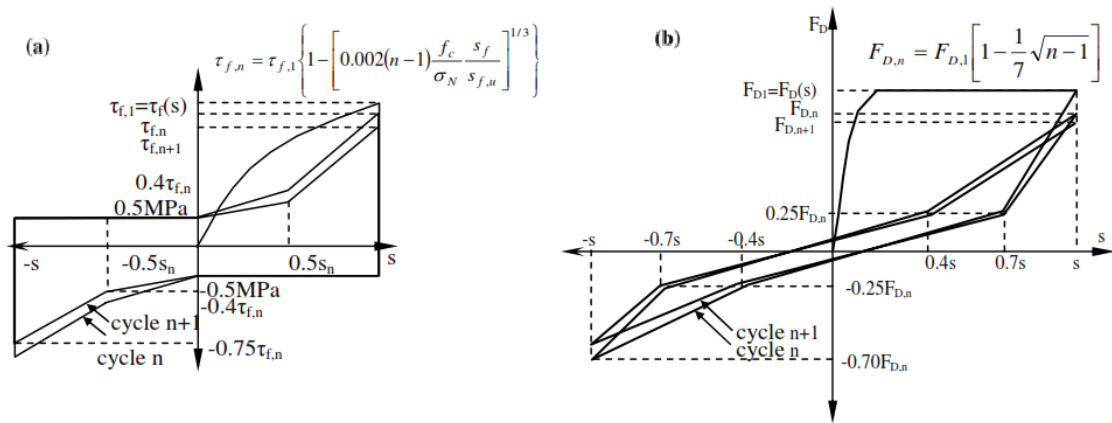 (a)
τ_{f,n} = τ_{f,1}{1-[0.002(n-1) f_c/σ_N s_f/s_{f,u}]^{1/3}}
τ_{f,1}=τ_f(s)
τ_{f.n}
τ_{f,n+1}
0.4τ_{f,n}
0.5MPa
-s
-0.5s_n
0.5s_n
s
-0.5MPa
-0.4τ_{f,n}
cycle n+1
cycle n
-0.75τ_{f,n}
(b)
F_D
F_{D,n} = F_{D,1}[1-1/7 √(n-1)]
F_{D1}=F_D(s)
F_{D,n}
F_{D,n+1}
0.25F_{D,n}
-s
-0.7s
-0.4s
0.4s
0.7s
s
-0.25F_{D,n}
cycle n+1
cycle n
-0.70F_{D,n}